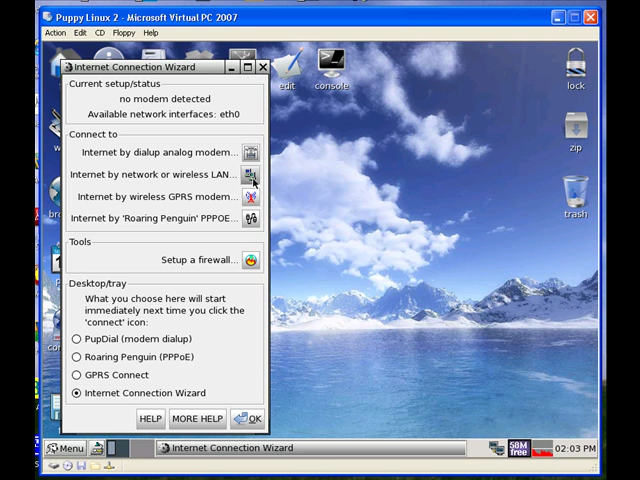 Puppy Linux 2 - Microsoft Virtual PC 2007
Action Edit CD Floppy Help
Internet Connection Wizard
Current setup/status
no modem detected
Available network interfaces: eth0
Connect to
Internet by dialup analog modem...
Internet by network or wireless LAN...
Internet by wireless GPRS modem...
Internet by 'Roaring Penguin' PPPOE...
Tools
Setup a firewall...
Desktop/tray
What you choose here will start
immediately next time you click the
'connect' icon:
PupDial (modem dialup)
Roaring Penguin (PPPoE)
GPRS Connect
Internet Connection Wizard
HELP MORE HELP OK
edit console
lock
zip
trash
Menu Internet Connection Wizard 58M free 02:03 PM